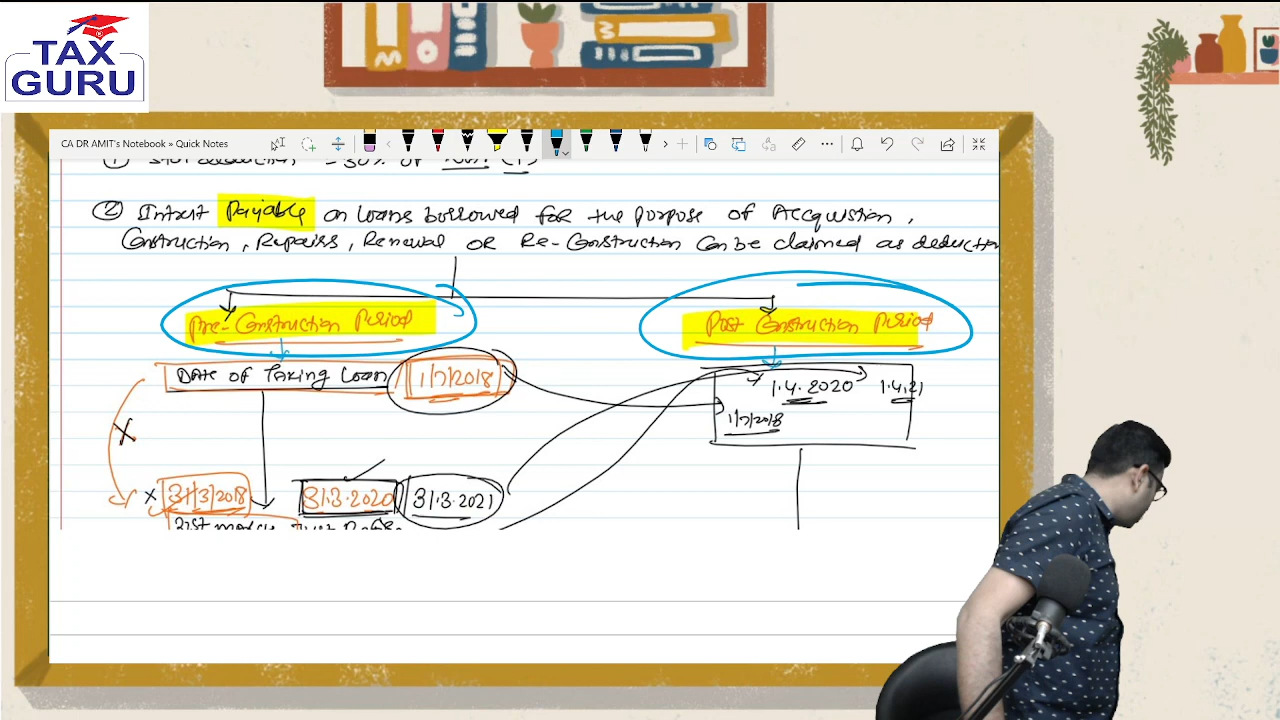 TAX
GURU
CA DR AMIT's Notebook » Quick Notes
② Intrest Payable on loans borrowed for the purpose of Accquistion,
Construction, Repairs, Renewal OR Re-Construction Can be claimed as deduction
Pre-Construction Period
Post Construction Period
Date of Taking Loan 1/7/2018
1.4.2020 1.4.21
1/7/2018
X
X 31/3/2018 31.3.2020 31.3.2021